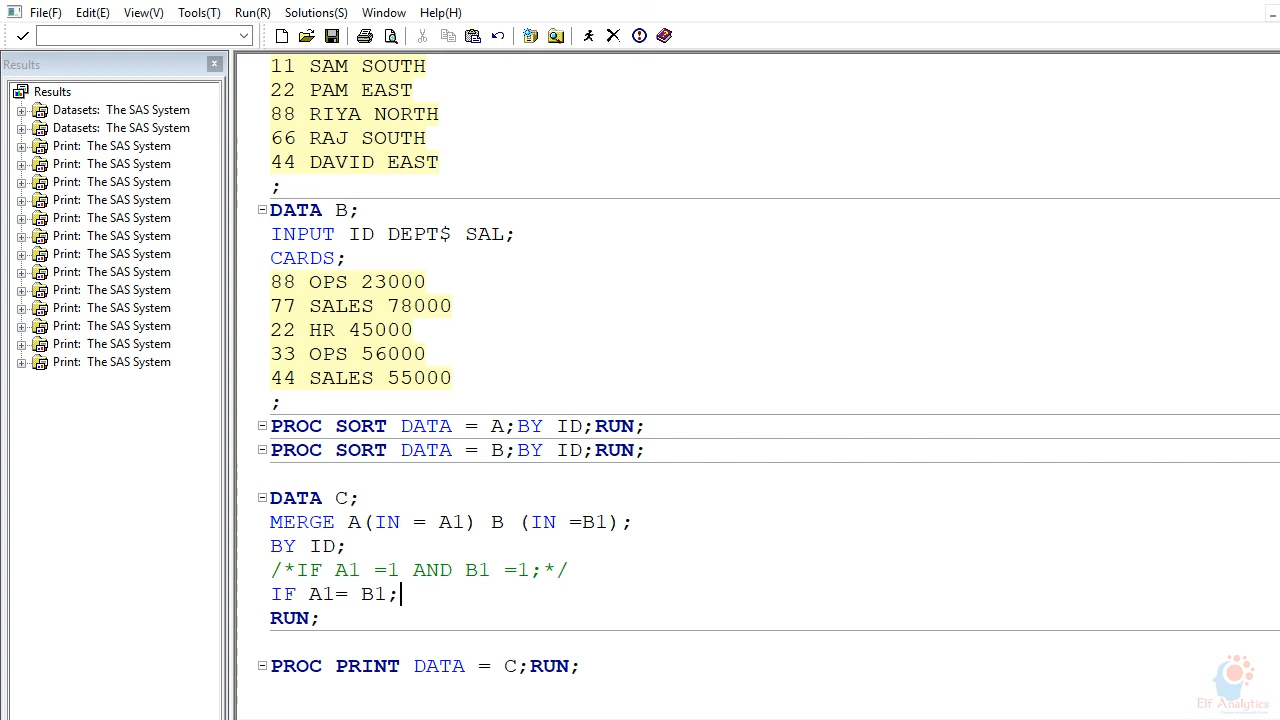 File(F) Edit(E) View(V) Tools(T) Run(R) Solutions(S) Window Help(H)
Results
Results
Datasets: The SAS System
Datasets: The SAS System
Print: The SAS System
Print: The SAS System
Print: The SAS System
Print: The SAS System
Print: The SAS System
Print: The SAS System
Print: The SAS System
Print: The SAS System
Print: The SAS System
Print: The SAS System
Print: The SAS System
Print: The SAS System
Print: The SAS System
11 SAM SOUTH
22 PAM EAST
88 RIYA NORTH
66 RAJ SOUTH
44 DAVID EAST
;
DATA B;
INPUT ID DEPT$ SAL;
CARDS;
88 OPS 23000
77 SALES 78000
22 HR 45000
33 OPS 56000
44 SALES 55000
;
PROC SORT DATA = A;BY ID;RUN;
PROC SORT DATA = B;BY ID;RUN;
DATA C;
MERGE A(IN = A1) B (IN =B1);
BY ID;
/*IF A1 =1 AND B1 =1;*/
IF A1= B1;
RUN;
PROC PRINT DATA = C;RUN;
Elf Analytics